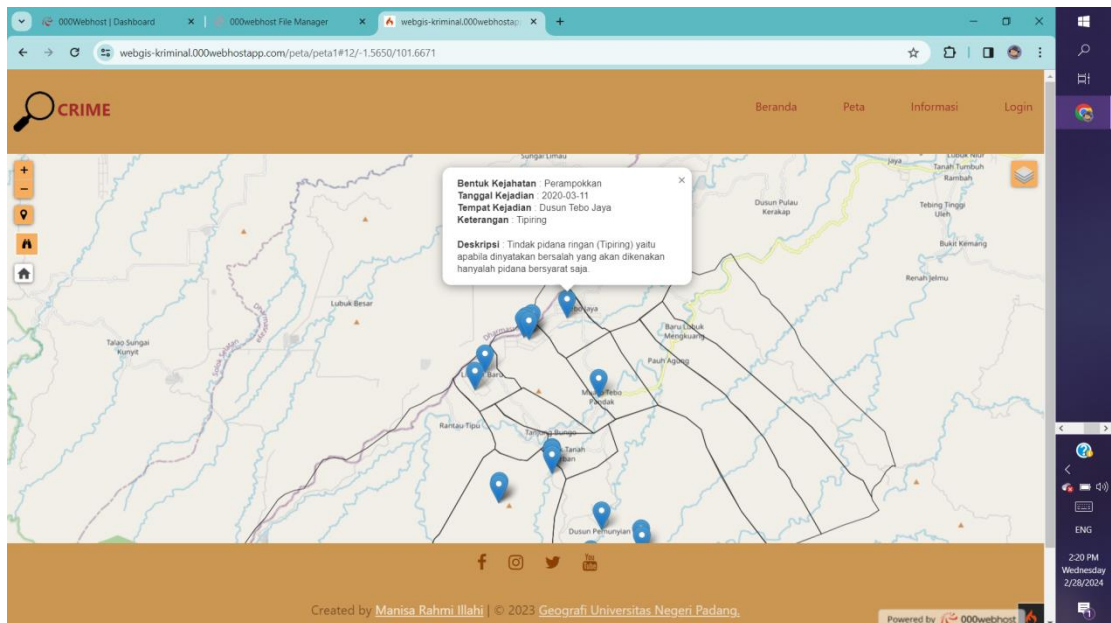 000Webhost | Dashboard
000webhost File Manager
webgis-kriminal.000webhostap
webgis-kriminal.000webhostapp.com/peta/peta1#12/-1.5650/101.6671
CRIME
Beranda Peta Informasi Login
Sungai Limau
Bentuk Kejahatan : Perampokkan
Tanggal Kejadian : 2020-03-11
Tempat Kejadian : Dusun Tebo Jaya
Keterangan : Tipiring
Deskripsi : Tindak pidana ringan (Tipiring) yaitu
apabila dinyatakan bersalah yang akan dikenakan
hanyalah pidana bersyarat saja.
×
+
−
Jaya
Tanah Tumbuh
Rambah
Dusun Pulau
Kerakap
Tebing Tinggi
Uleh
Bukit Kemang
Renah Jelmu
Lubuk Besar
Talao Sungai
Kunyit
Baru Lubuk
Mengkuang
Pauh Agung
Baru
Tebo
Pandak
Rantau Tipu
Tanjung Bungo
Tanah
Dusun Pemunyian
You
Tube
Created by Manisa Rahmi Illahi | © 2023 Geografi Universitas Negeri Padang.
Powered by 000webhost
ENG
2:20 PM
Wednesday
2/28/2024